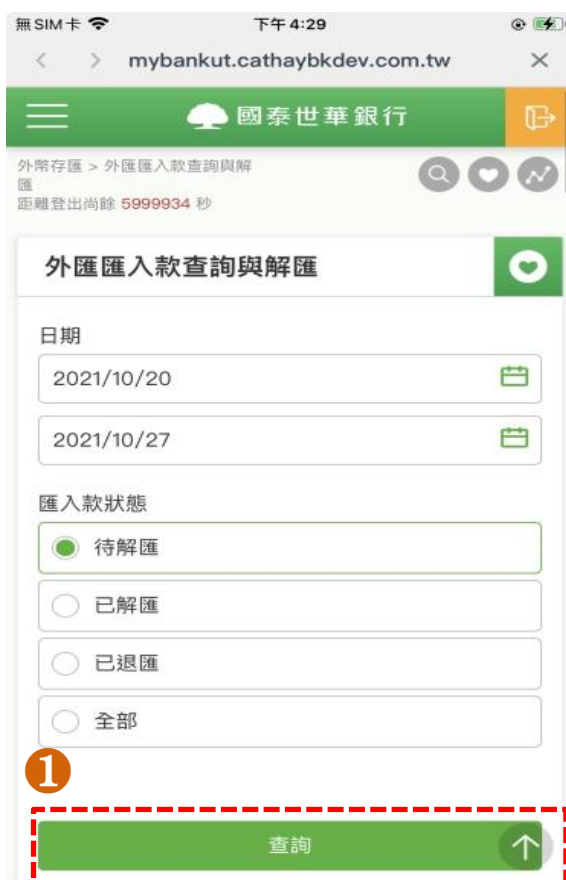 無SIM卡 下午4:29
mybankut.cathaybkdev.com.tw
國泰世華銀行
外幣存匯 > 外匯匯入款查詢與解
匯
距離登出尚餘 5999934 秒
外匯匯入款查詢與解匯
日期
2021/10/20
2021/10/27
匯入款狀態
待解匯
已解匯
已退匯
全部
1
查詢